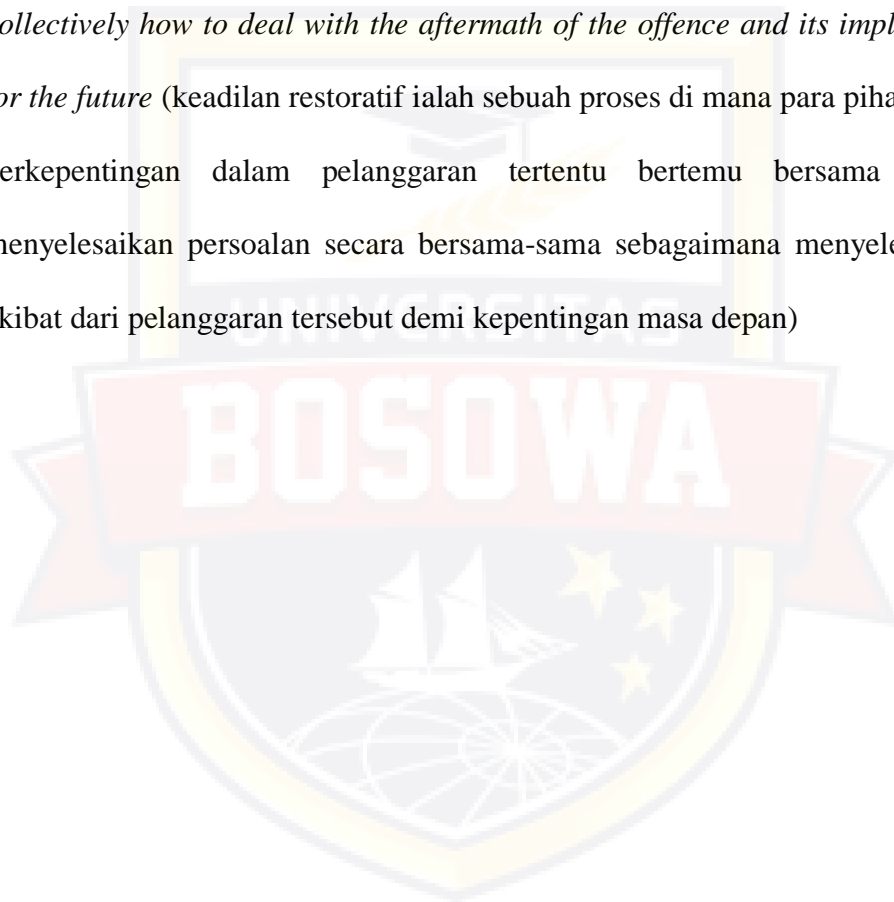 ollectively how to deal with the aftermath of the offence and its impl
or the future (keadilan restoratif ialah sebuah proses di mana para piha
erkepentingan dalam pelanggaran tertentu bertemu bersama
nenyelesaikan persoalan secara bersama-sama sebagaimana menyele
kibat dari pelanggaran tersebut demi kepentingan masa depan)
UNIVERSITAS
BOSOWA